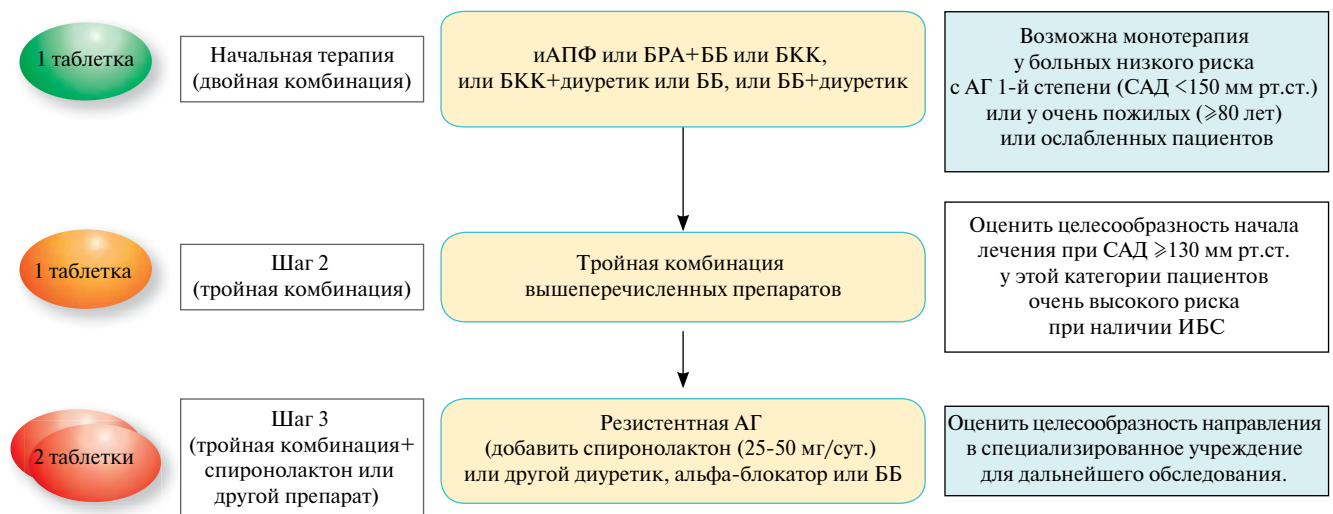 1 таблетка
Начальная терапия
(двойная комбинация)
иАПФ или БРА+ББ или БКК,
или БКК+диуретик или ББ, или ББ+диуретик
Возможна монотерапия
у больных низкого риска
с АГ 1-й степени (САД <150 мм рт.ст.)
или у очень пожилых (⩾80 лет)
или ослабленных пациентов
1 таблетка
Шаг 2
(тройная комбинация)
Тройная комбинация
вышеперечисленных препаратов
Оценить целесообразность начала
лечения при САД ⩾130 мм рт.ст.
у этой категории пациентов
очень высокого риска
при наличии ИБС
2 таблетки
Шаг 3
(тройная комбинация+
спиронолактон или
другой препарат)
Резистентная АГ
(добавить спиронолактон (25-50 мг/сут.)
или другой диуретик, альфа-блокатор или ББ
Оценить целесообразность направления
в специализированное учреждение
для дальнейшего обследования.